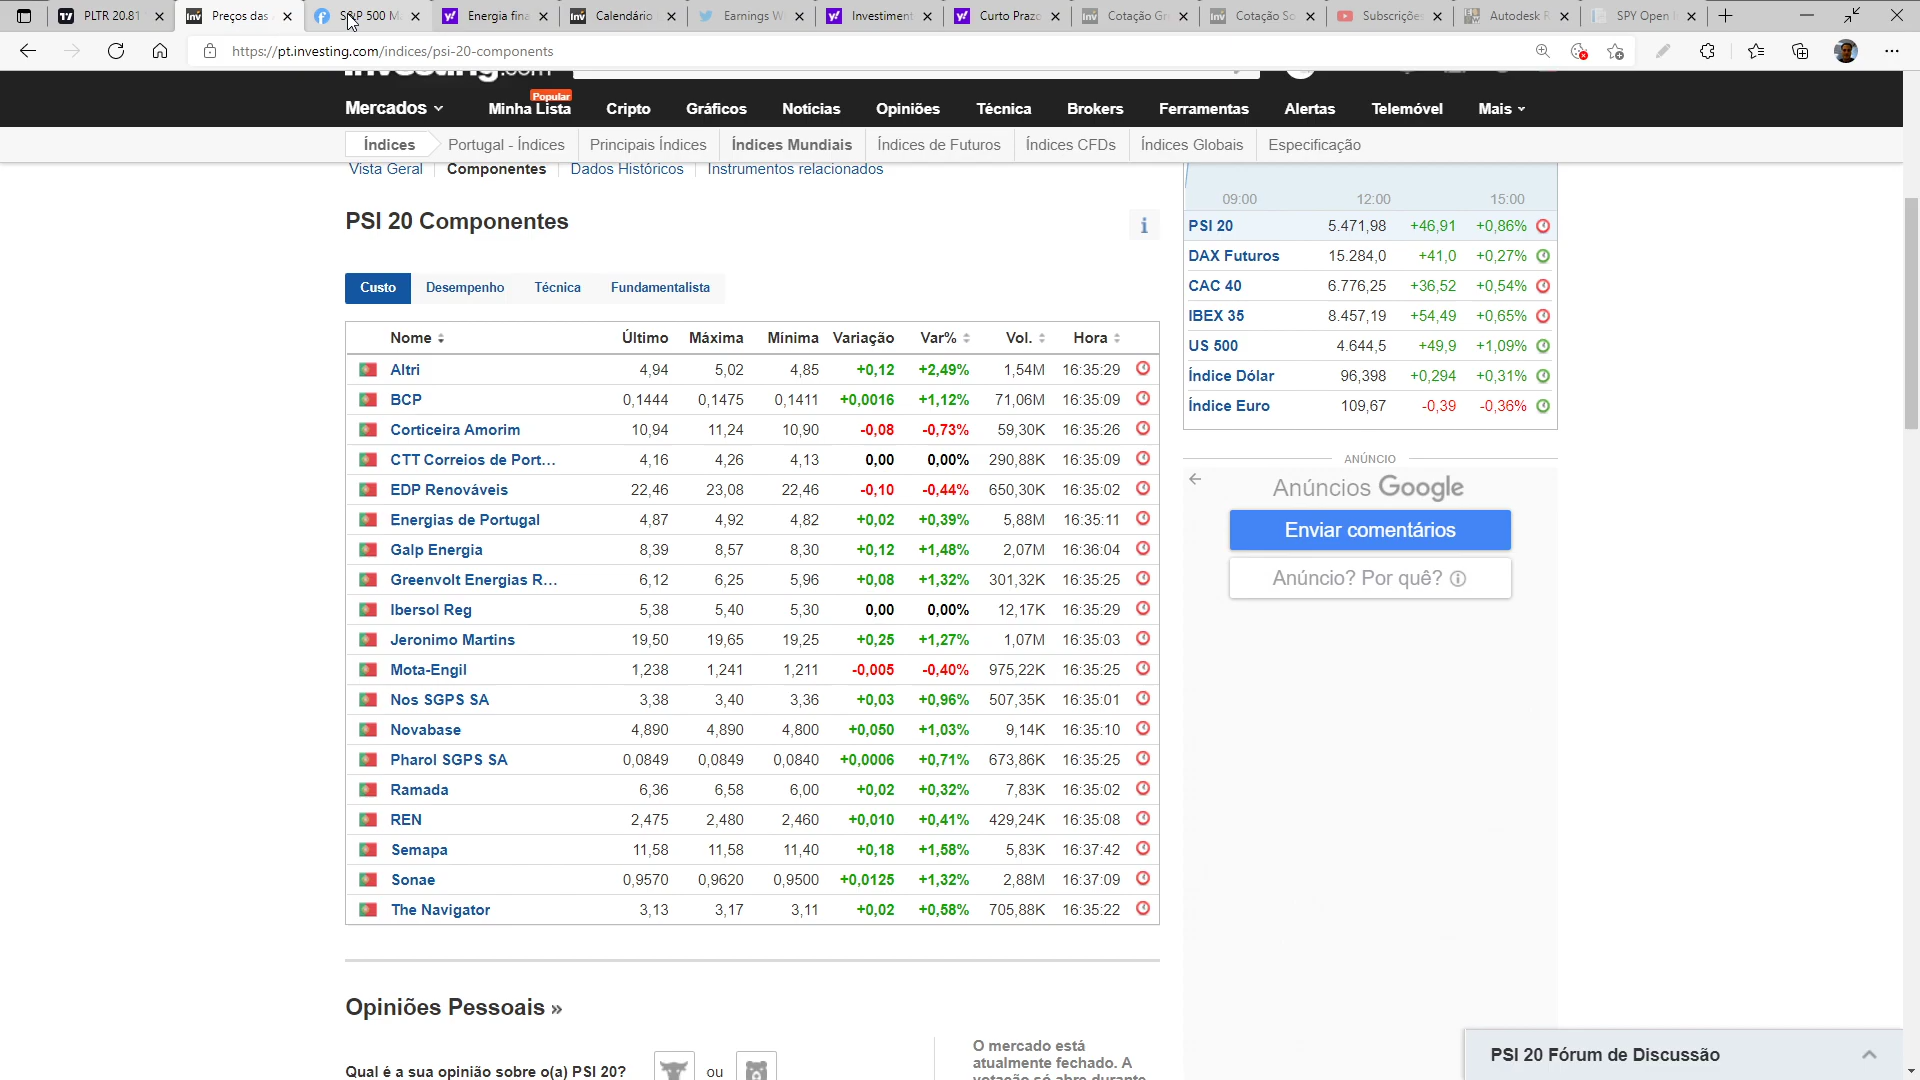 PLTR 20.81
Preços das
S&P 500 M
Energia fina
Calendário
Earnings W
Investiment
Curto Prazo
Cotação Gr
Cotação So
Subscriçõe
Autodesk R
SPY Open
https://pt.investing.com/indices/psi-20-components
Investing.com
Mercados
Popular
Minha Lista
Cripto
Gráficos
Notícias
Opiniões
Técnica
Brokers
Ferramentas
Alertas
Telemóvel
Mais
Índices
Portugal - Índices
Principais Índices
Índices Mundiais
Índices de Futuros
Índices CFDs
Índices Globais
Especificação
Vista Geral
Componentes
Dados Históricos
Instrumentos relacionados
PSI 20 Componentes
i
Custo
Desempenho
Técnica
Fundamentalista
Nome Último Máxima Mínima Variação Var% Vol. Hora
Altri 4,94 5,02 4,85 +0,12 +2,49% 1,54M 16:35:29
BCP 0,1444 0,1475 0,1411 +0,0016 +1,12% 71,06M 16:35:09
Corticeira Amorim 10,94 11,24 10,90 -0,08 -0,73% 59,30K 16:35:26
CTT Correios de Port... 4,16 4,26 4,13 0,00 0,00% 290,88K 16:35:09
EDP Renováveis 22,46 23,08 22,46 -0,10 -0,44% 650,30K 16:35:02
Energias de Portugal 4,87 4,92 4,82 +0,02 +0,39% 5,88M 16:35:11
Galp Energia 8,39 8,57 8,30 +0,12 +1,48% 2,07M 16:36:04
Greenvolt Energias R... 6,12 6,25 5,96 +0,08 +1,32% 301,32K 16:35:25
Ibersol Reg 5,38 5,40 5,30 0,00 0,00% 12,17K 16:35:29
Jeronimo Martins 19,50 19,65 19,25 +0,25 +1,27% 1,07M 16:35:03
Mota-Engil 1,238 1,241 1,211 -0,005 -0,40% 975,22K 16:35:25
Nos SGPS SA 3,38 3,40 3,36 +0,03 +0,96% 507,35K 16:35:01
Novabase 4,890 4,890 4,800 +0,050 +1,03% 9,14K 16:35:10
Pharol SGPS SA 0,0849 0,0849 0,0840 +0,0006 +0,71% 673,86K 16:35:25
Ramada 6,36 6,58 6,00 +0,02 +0,32% 7,83K 16:35:02
REN 2,475 2,480 2,460 +0,010 +0,41% 429,24K 16:35:08
Semapa 11,58 11,58 11,40 +0,18 +1,58% 5,83K 16:37:42
Sonae 0,9570 0,9620 0,9500 +0,0125 +1,32% 2,88M 16:37:09
The Navigator 3,13 3,17 3,11 +0,02 +0,58% 705,88K 16:35:22
Opiniões Pessoais »
Qual é a sua opinião sobre o(a) PSI 20?
ou
O mercado está
atualmente fechado. A
votação só abre durante
09:00 12:00 15:00
PSI 20 5.471,98 +46,91 +0,86%
DAX Futuros 15.284,0 +41,0 +0,27%
CAC 40 6.776,25 +36,52 +0,54%
IBEX 35 8.457,19 +54,49 +0,65%
US 500 4.644,5 +49,9 +1,09%
Índice Dólar 96,398 +0,294 +0,31%
Índice Euro 109,67 -0,39 -0,36%
ANÚNCIO
Anúncios Google
Enviar comentários
Anúncio? Por quê?
PSI 20 Fórum de Discussão